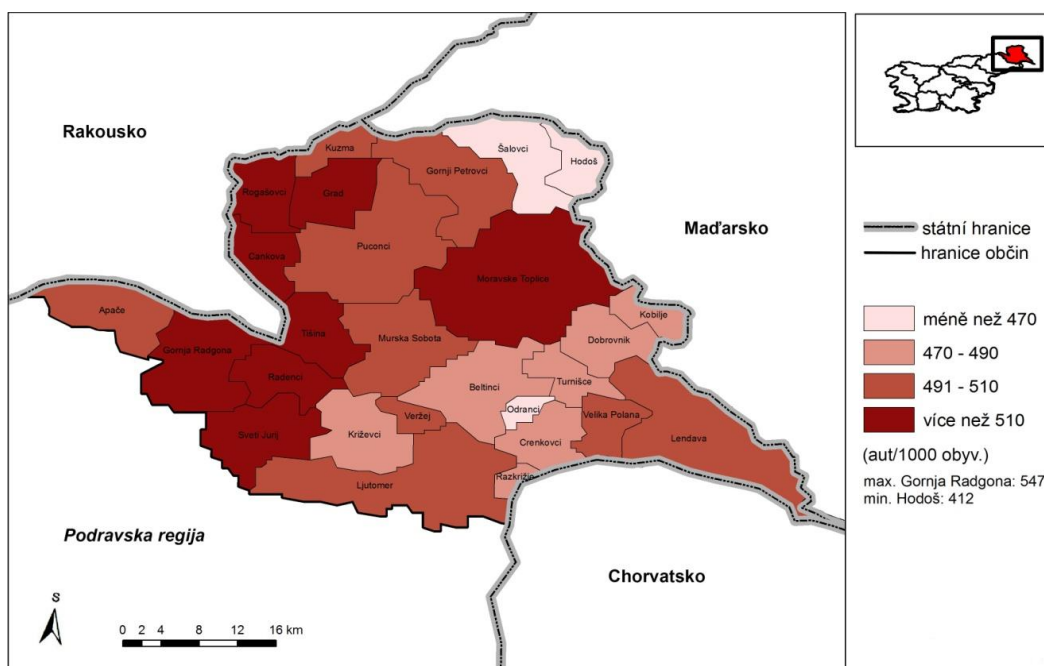 Rakousko
Kuzma
Šalovci
Hodoš
Gornji Petrovci
Rogašovci
Grad
Maďarsko
Puconci
Cankova
Moravske Toplice
Apače
Kobilje
Tišina
Murska Sobota
Dobrovnik
Gornja Radgona
Radenci
Beltinci
Turnišce
Odranci
Velika Polana
Sveti Jurij
Križevci
Veržej
Lendava
Crenkovci
Ljutomer
Razkrižje
Podravska regija
Chorvatsko
S
0 2 4 8 12 16 km
státní hranice
hranice občin
méně než 470
470 - 490
491 - 510
více než 510
(aut/1000 obyv.)
max. Gornja Radgona: 547
min. Hodoš: 412